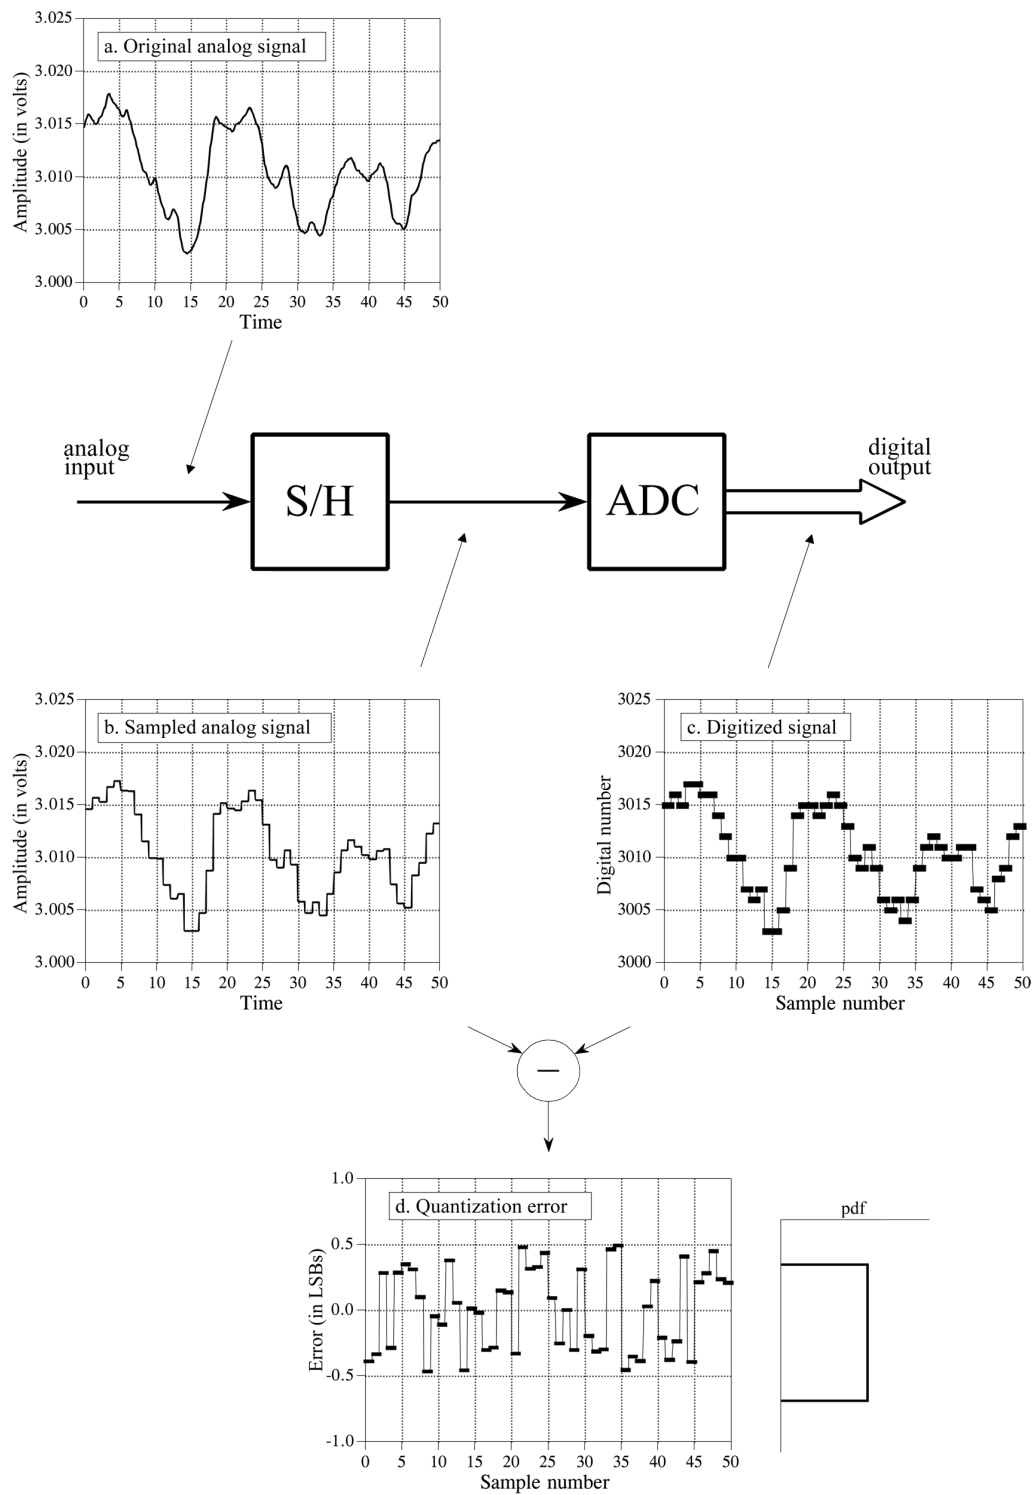 3.025
a. Original analog signal
3.020
3.015
3.010
3.005
3.000
Amplitude (in volts)
0 5 10 15 20 25 30 35 40 45 50
Time
analog
input
S/H
ADC
digital
output
3.025
b. Sampled analog signal
3.020
3.015
3.010
3.005
3.000
Amplitude (in volts)
0 5 10 15 20 25 30 35 40 45 50
Time
3025
c. Digitized signal
3020
3015
3010
3005
3000
Digital number
0 5 10 15 20 25 30 35 40 45 50
Sample number
−
1.0
d. Quantization error
0.5
0.0
-0.5
-1.0
Error (in LSBs)
0 5 10 15 20 25 30 35 40 45 50
Sample number
pdf